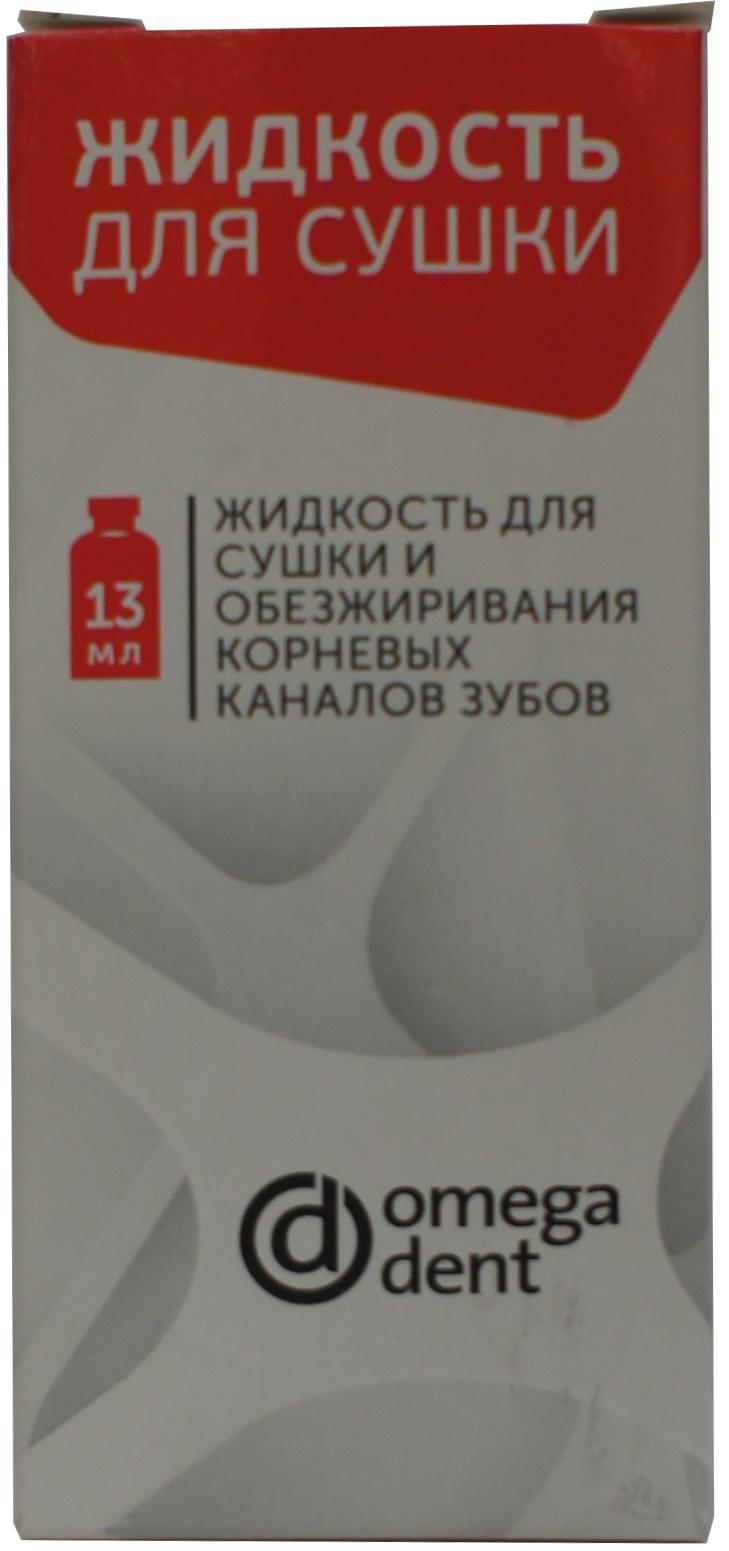 ЖИДКОСТЬ
ДЛЯ СУШКИ
13
МЛ
ЖИДКОСТЬ ДЛЯ
СУШКИ И
ОБЕЗЖИРИВАНИЯ
КОРНЕВЫХ
КАНАЛОВ ЗУБОВ
omega
dent